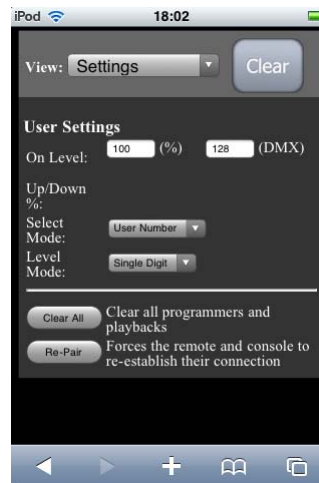 iPod 18:02
View: Settings Clear
User Settings
On Level: 100 (%) 128 (DMX)
Up/Down
%:
Select
Mode: User Number
Level
Mode: Single Digit
Clear All Clear all programmers and
playbacks
Re-Pair Forces the remote and console to
re-establish their connection